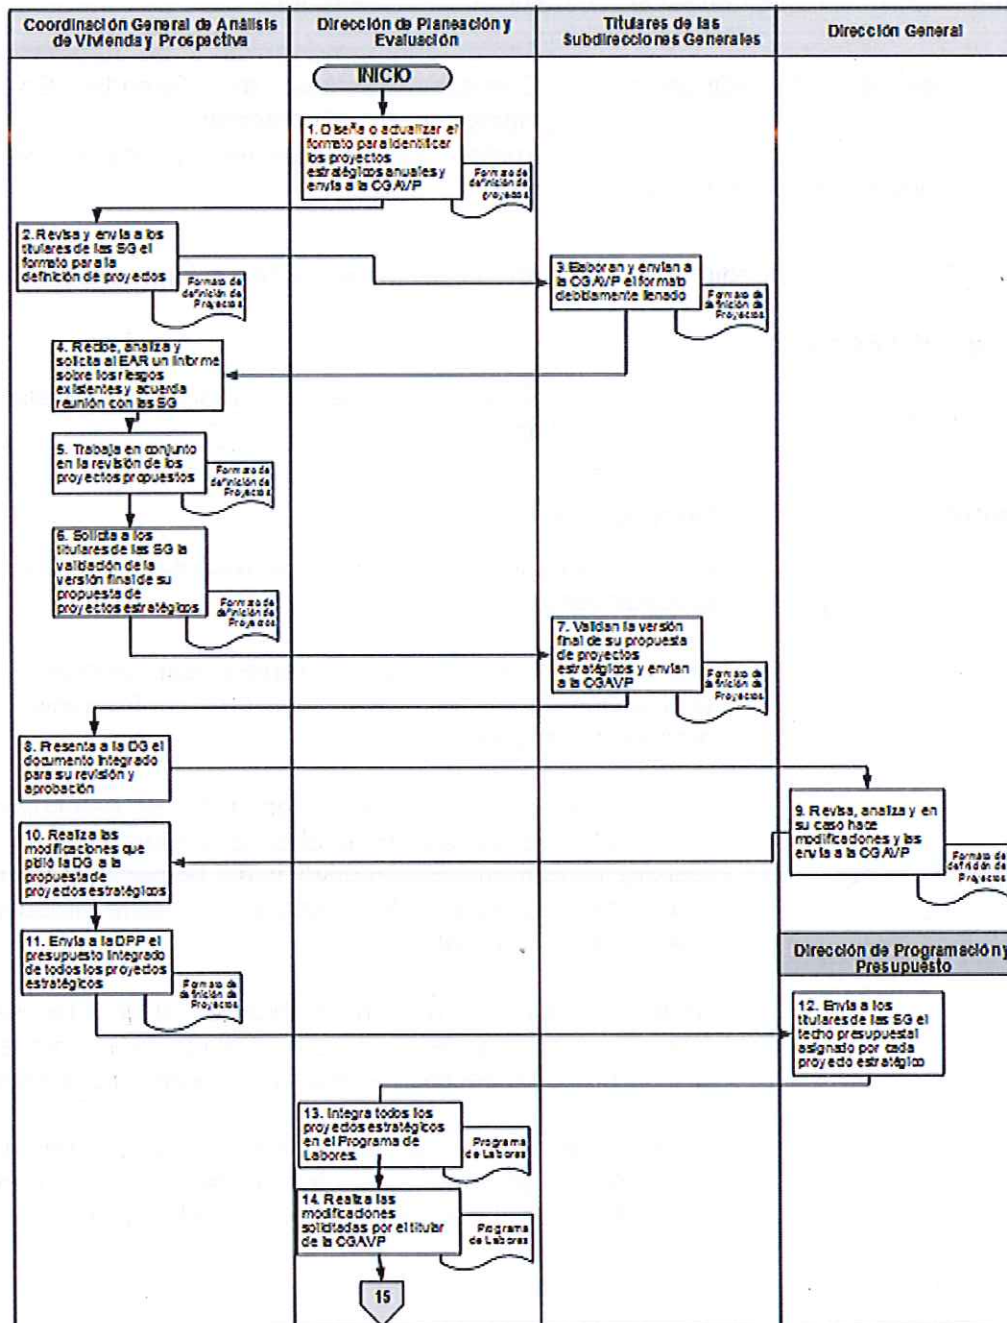 Coordinación General de Análisis
de Vivienda y Prospectiva
Dirección de Planeación y
Evaluación
Titulares de las
Subdirecciones Generales
Dirección General
INICIO
1. Diseña o actualizar el
formato para identificar
los proyectos
estratégicos anuales y
envía a la CGAVP
Formato de
definición de
proyectos
2. Revisa y envía a los
titulares de las SG el
formato para la
definición de proyectos
Formato de
definición de
Proyectos
3. Elaboran y envían a
la CGAVP el formato
debidamente llenado
Formato de
definición de
Proyectos
4. Recibe, analiza y
solicita al EAR un informe
sobre los riesgos
existentes y acuerda
reunión con las SG
5. Trabaja en conjunto
en la revisión de los
proyectos propuestos
Formato de
definición de
Proyectos
6. Solicita a los
titulares de las SG la
validación de la
versión final de su
propuesta de
proyectos estratégicos
Formato de
definición de
Proyectos
7. Validan la versión
final de su propuesta
de proyectos
estratégicos y envían
a la CGAVP
Formato de
definición de
Proyectos
8. Presenta a la DG el
documento integrado
para su revisión y
aprobación
9. Revisa, analiza y en
su caso hace
modificaciones y las
envía a la CGAVP
Formato de
definición de
Proyectos
10. Realiza las
modificaciones que
pidió la DG a la
propuesta de
proyectos estratégicos
11. Envía a la DPP el
presupuesto integrado
de todos los proyectos
estratégicos
Formato de
definición de
Proyectos
Dirección de Programación y
Presupuesto
12. Envía a los
titulares de las SG el
techo presupuestal
asignado por cada
proyecto estratégico
13. Integra todos los
proyectos estratégicos
en el Programa de
Labores.
Programa
de Labores
14. Realiza las
modificaciones
solicitadas por el titular
de la CGAVP
Programa
de Labores
15